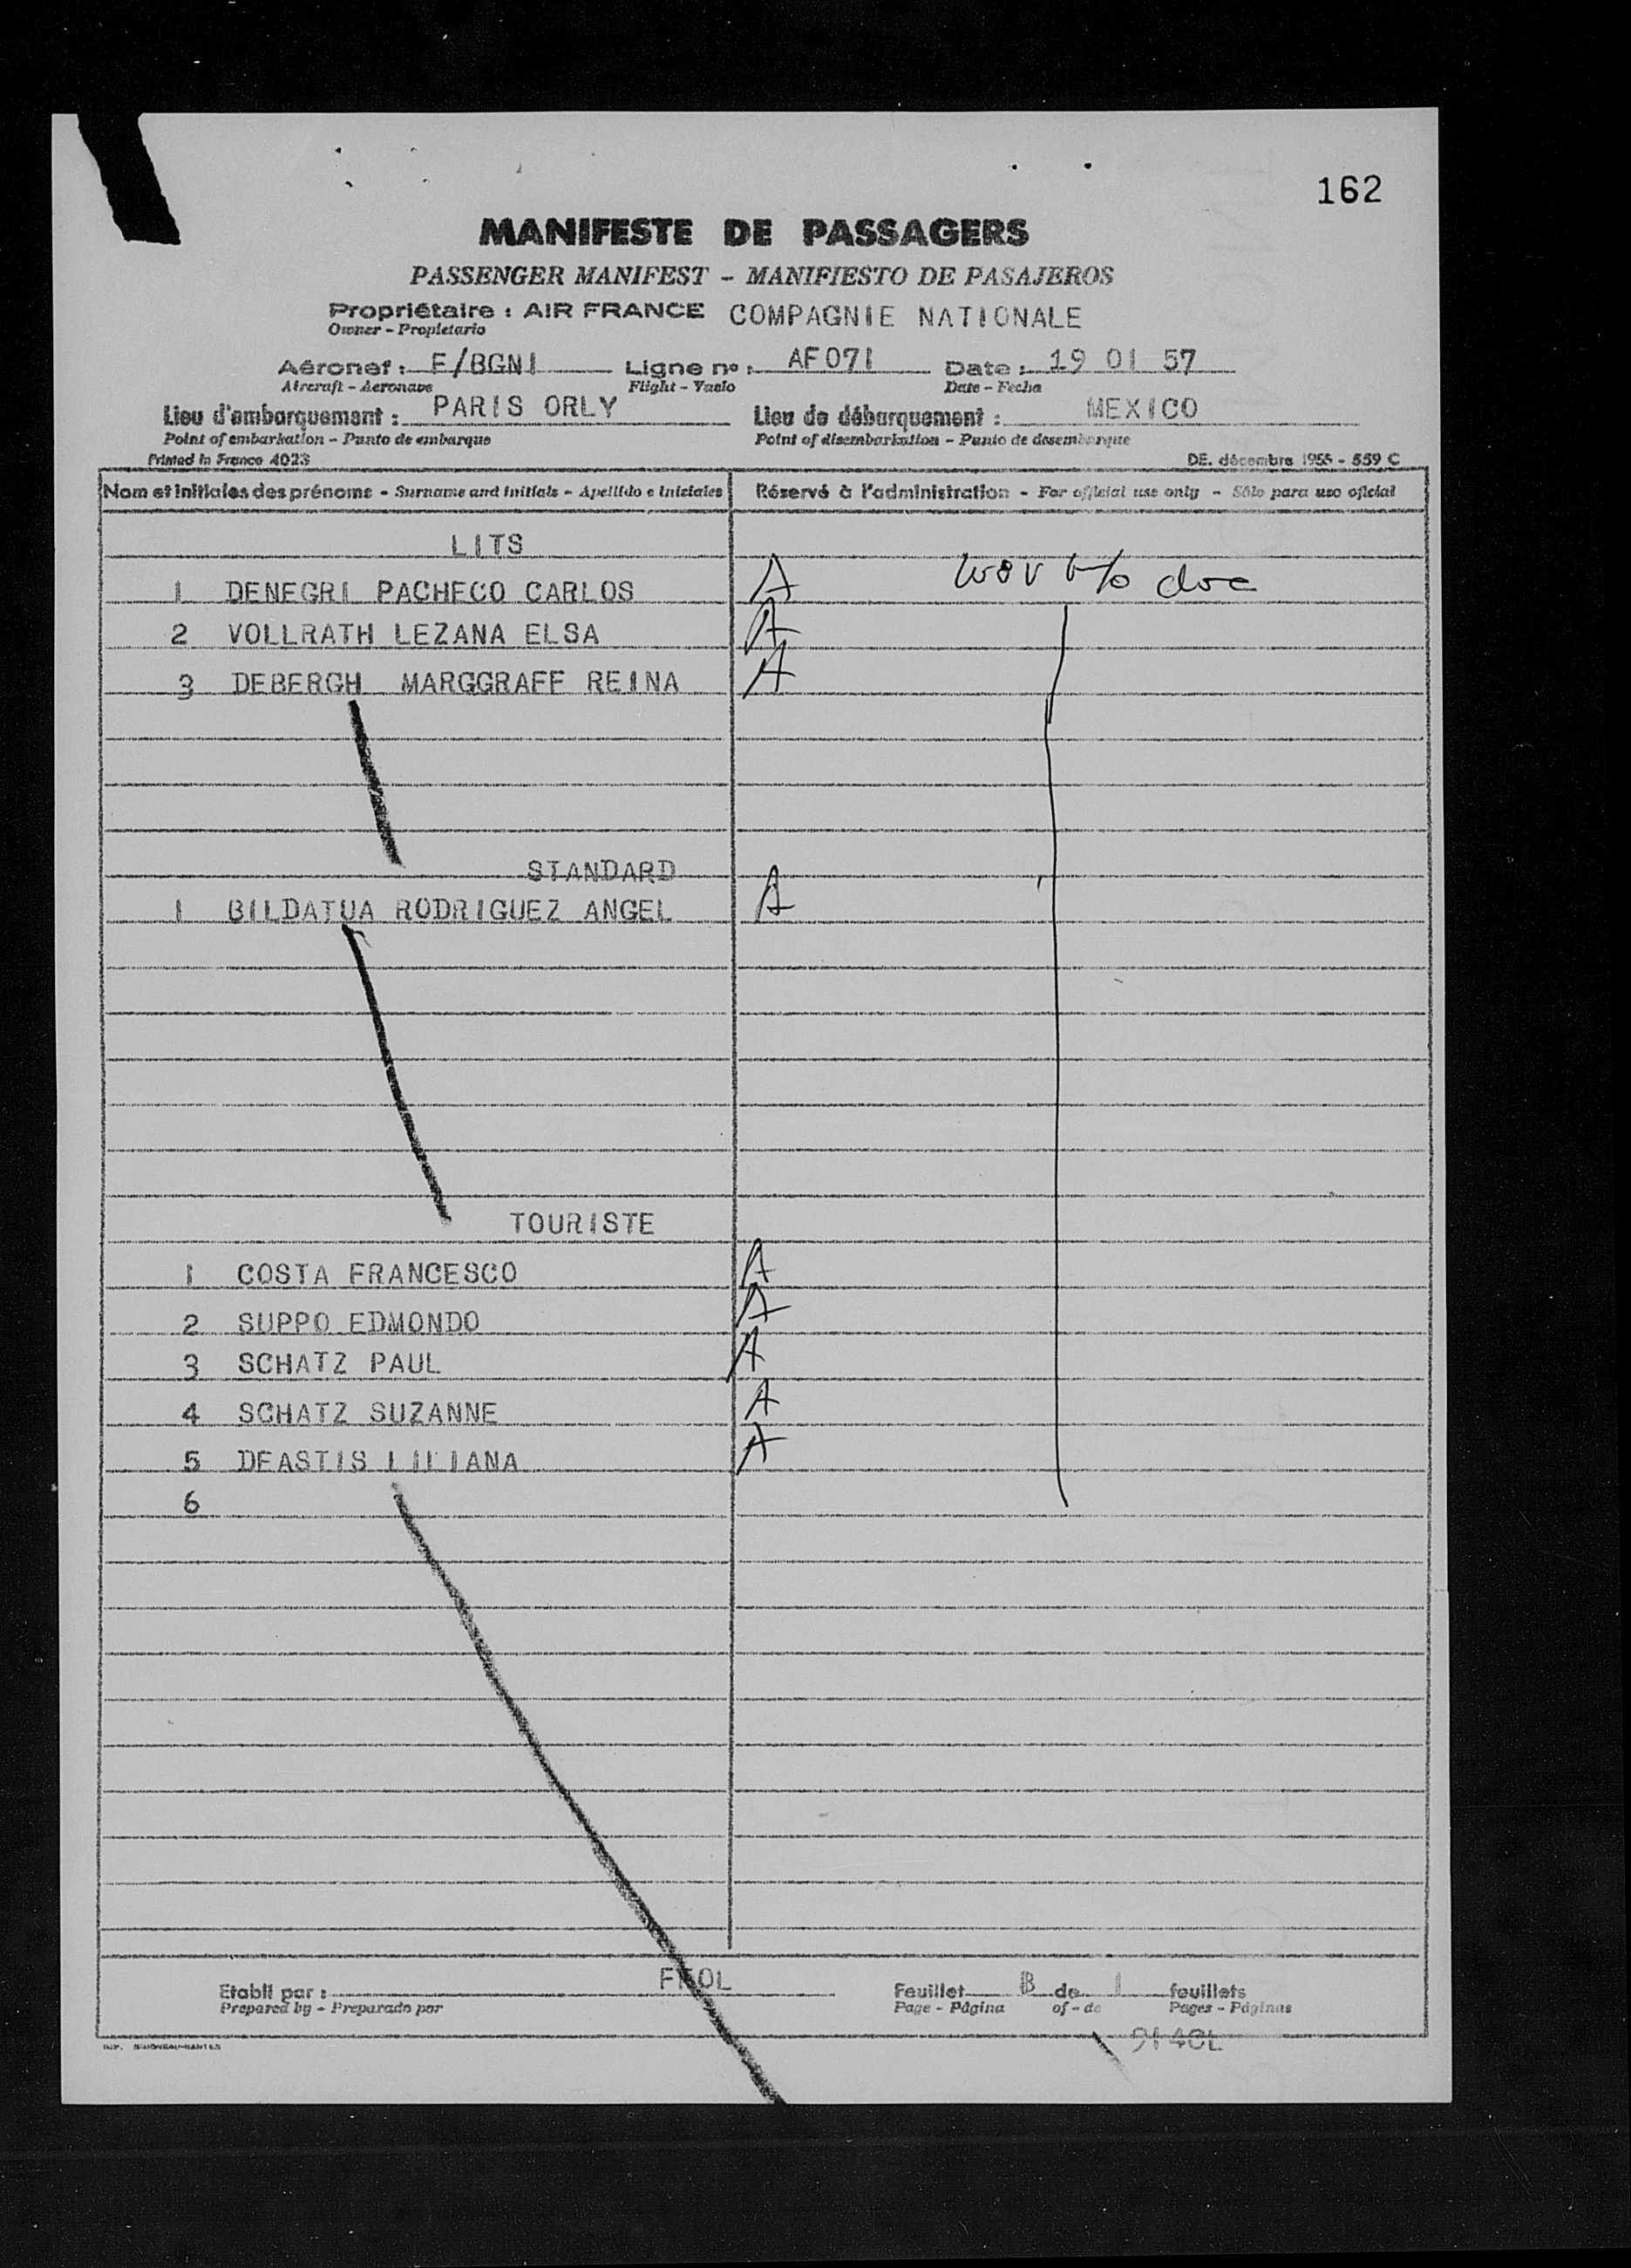 162
MANIFESTE DE PASSAGERS
PASSENGER MANIFEST - MANIFIESTO DE PASAJEROS
Propriétaire : AIR FRANCE COMPAGNIE NATIONALE
Owner - Propietario
Aéronef : F/BGNI Ligne nº : AF071 Date : 19 01 57
Aircraft - Aeronave Flight - Vuelo Date - Fecha
Lieu d'embarquement : PARIS ORLY Lieu de débarquement : MEXICO
Point of embarkation - Punto de embarque Point of disembarkation - Punto de desembarque
Printed in France 4023 DE. décembre 1955 - 559 C
Nom et initiales des prénoms - Surname and initials - Apellido e iniciales Réservé à l'administration - For official use only - Sólo para uso oficial
LITS
1 DENEGRI PACHECO CARLOS A doc
2 VOLLRATH LEZANA ELSA A
3 DEBERGH MARGGRAFF REINA A
STANDARD
1 BILDATUA RODRIGUEZ ANGEL A
TOURISTE
1 COSTA FRANCESCO A
2 SUPPO EDMONDO A
3 SCHATZ PAUL A
4 SCHATZ SUZANNE A
5 DEASTIS LILIANA A
6
Etabli par : Feuillet B de 1 feuillets
Prepared by - Preparado por Page - Página of - de Pages - Páginas
IMP. SIMONEAU-NANTES